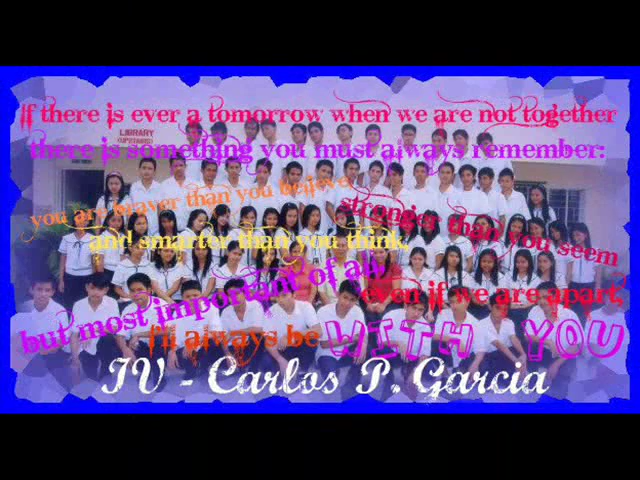 If there is ever a tomorrow when we are not together
there is something you must always remember:
LIBRARY
(UPSTAIRS)
you are braver than you believe,
stronger than you seem
and smarter than you think.
but most important of all
even if we are apart,
i'll always be WITH YOU
IV - Carlos P. Garcia